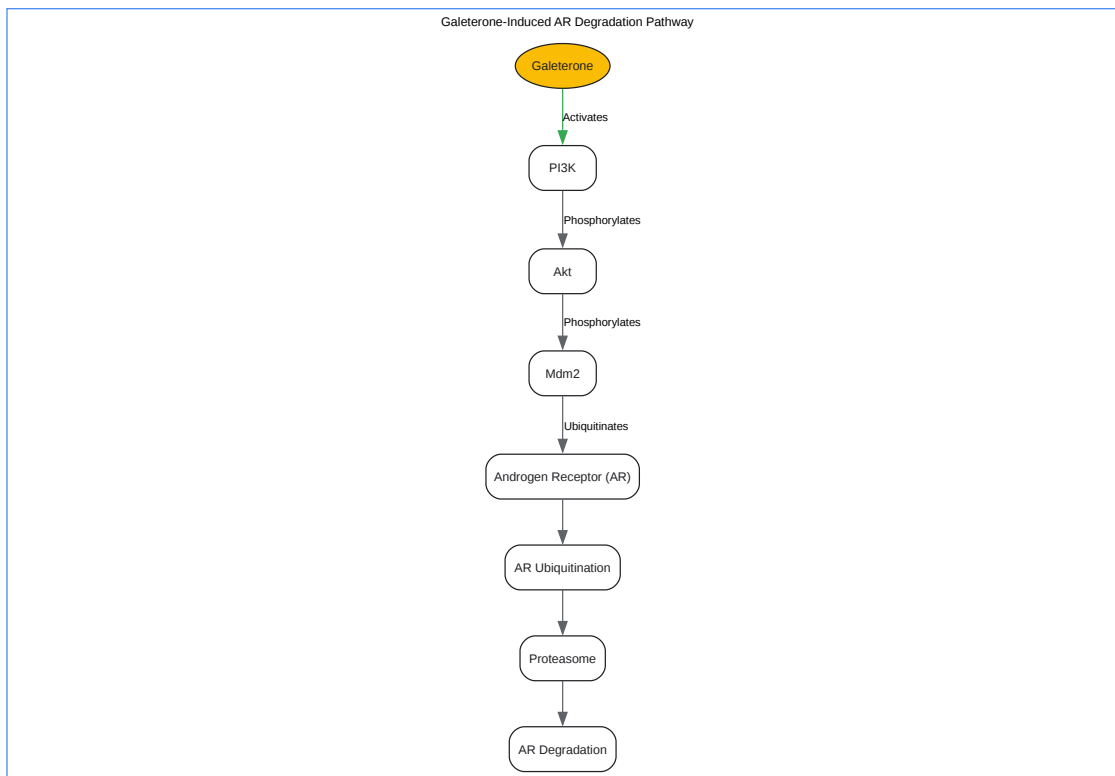 Galeterone-Induced AR Degradation Pathway
Galeterone
Activates
PI3K
Phosphorylates
Akt
Phosphorylates
Mdm2
Ubiquitinates
Androgen Receptor (AR)
AR Ubiquitination
Proteasome
AR Degradation